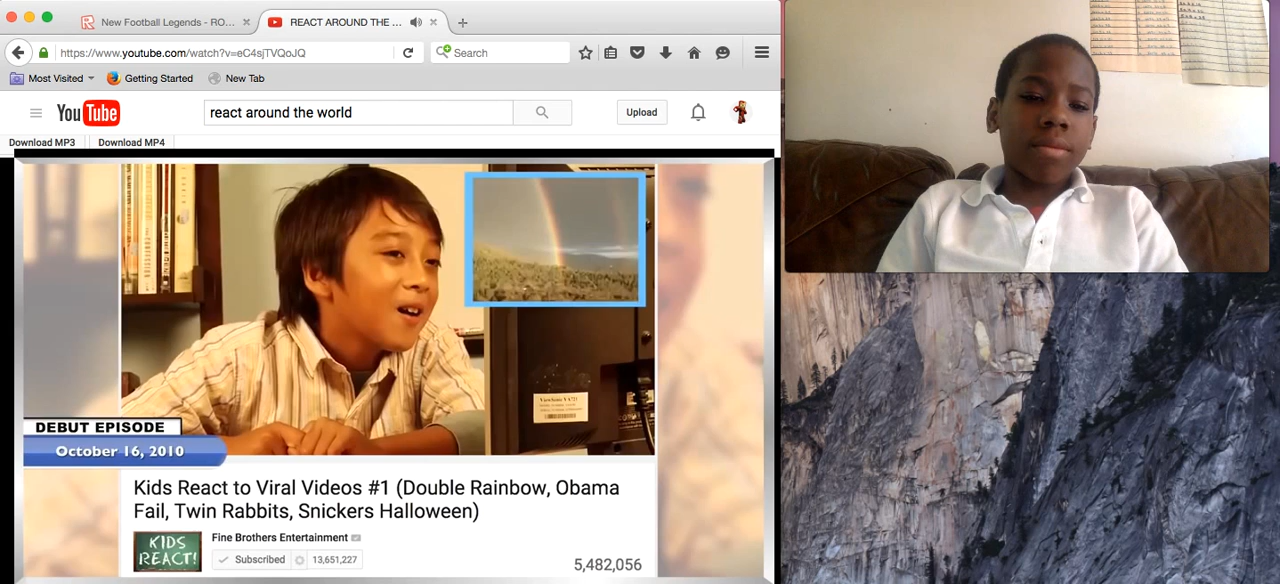 New Football Legends - RO...
REACT AROUND THE ...
https://www.youtube.com/watch?v=eC4sjTVQoJQ
Search
Most Visited
Getting Started
New Tab
YouTube
react around the world
Upload
Download MP3
Download MP4
DEBUT EPISODE
October 16, 2010
Kids React to Viral Videos #1 (Double Rainbow, Obama
Fail, Twin Rabbits, Snickers Halloween)
KIDS
REACT!
Fine Brothers Entertainment
Subscribed
13,651,227
5,482,056